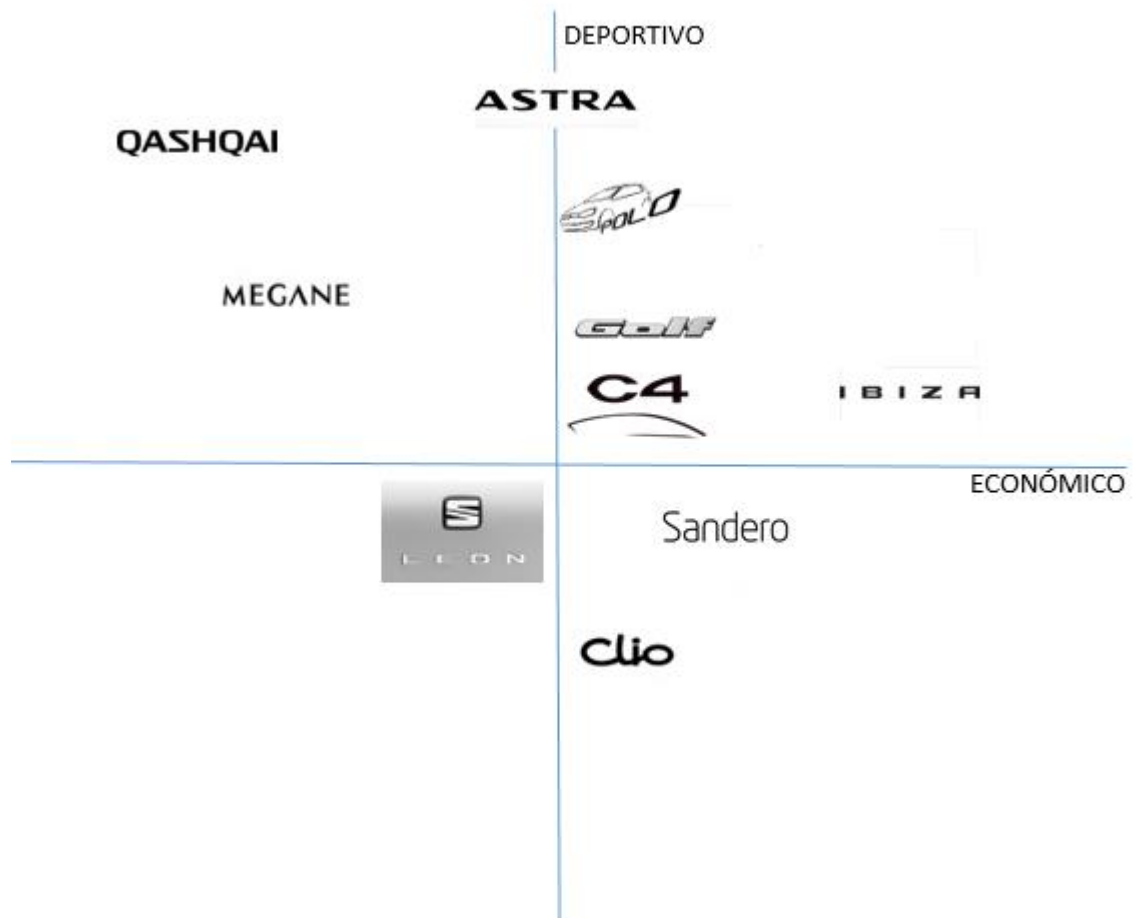 DEPORTIVO
ASTRA
QASHQAI
POLO
MEGANE
Golf
C4
IBIZA
ECONÓMICO
LEON
Sandero
Clio